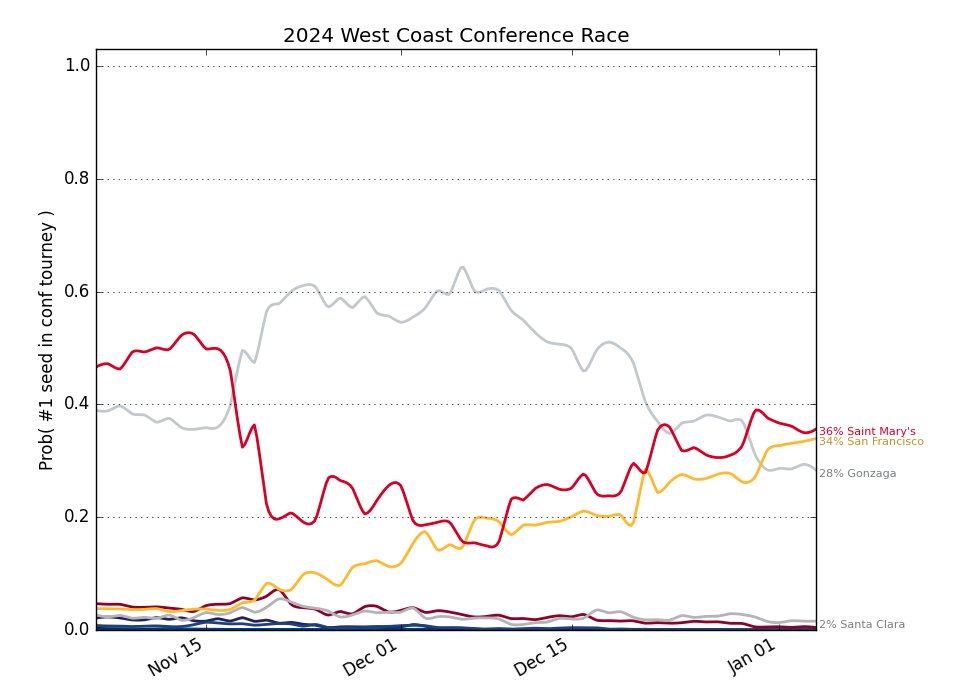 2024 West Coast Conference Race
Prob( #1 seed in conf tourney )
1.0
0.8
0.6
0.4
0.2
0.0
36% Saint Mary's
34% San Francisco
28% Gonzaga
2% Santa Clara
Nov 15
Dec 01
Dec 15
Jan 01